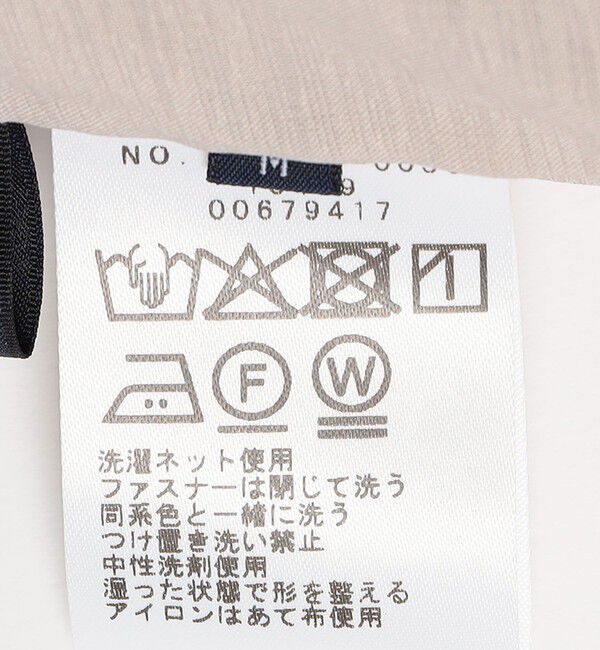 NO.
M
00679417
F
W
洗濯ネット使用
ファスナーは閉じて洗う
同系色と一緒に洗う
つけ置き洗い禁止
中性洗剤使用
湿った状態で形を整える
アイロンはあて布使用